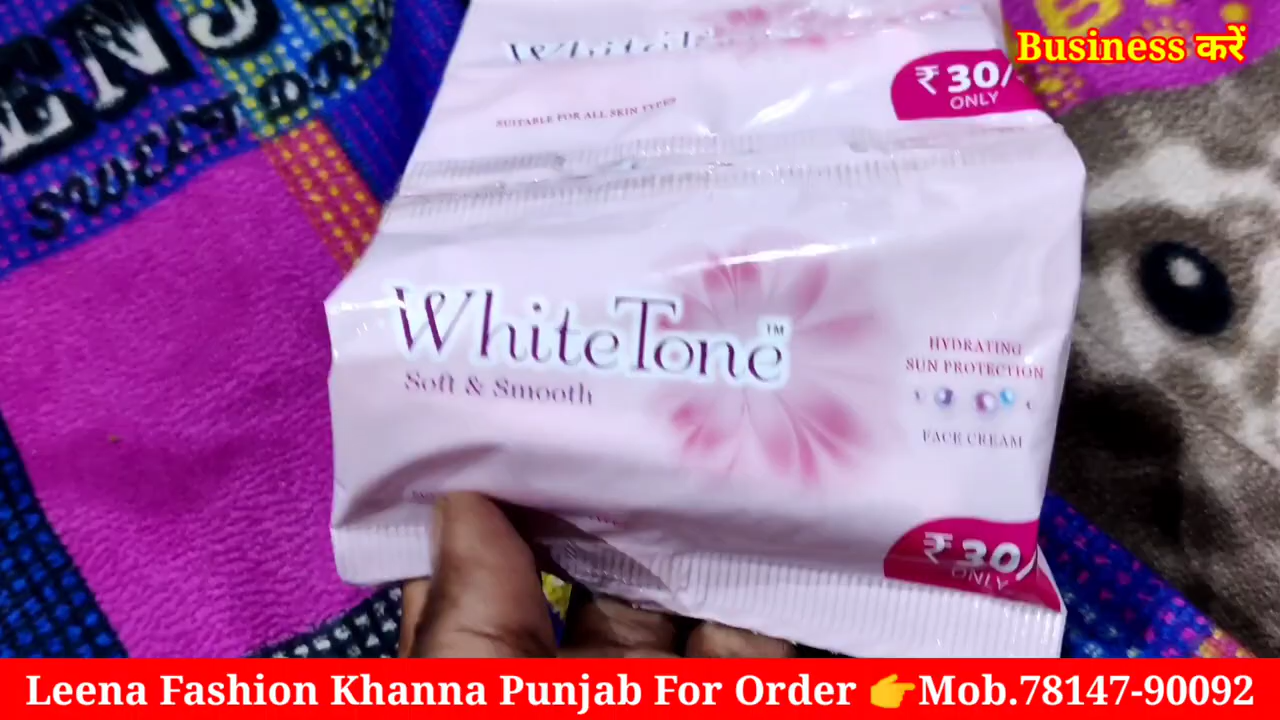 Business करें
WhiteTone
₹ 30/
ONLY
SUITABLE FOR ALL SKIN TYPES
WhiteTone™
Soft & Smooth
HYDRATING
SUN PROTECTION
FACE CREAM
₹ 30/
ONLY
Leena Fashion Khanna Punjab For Order 👉Mob.78147-90092